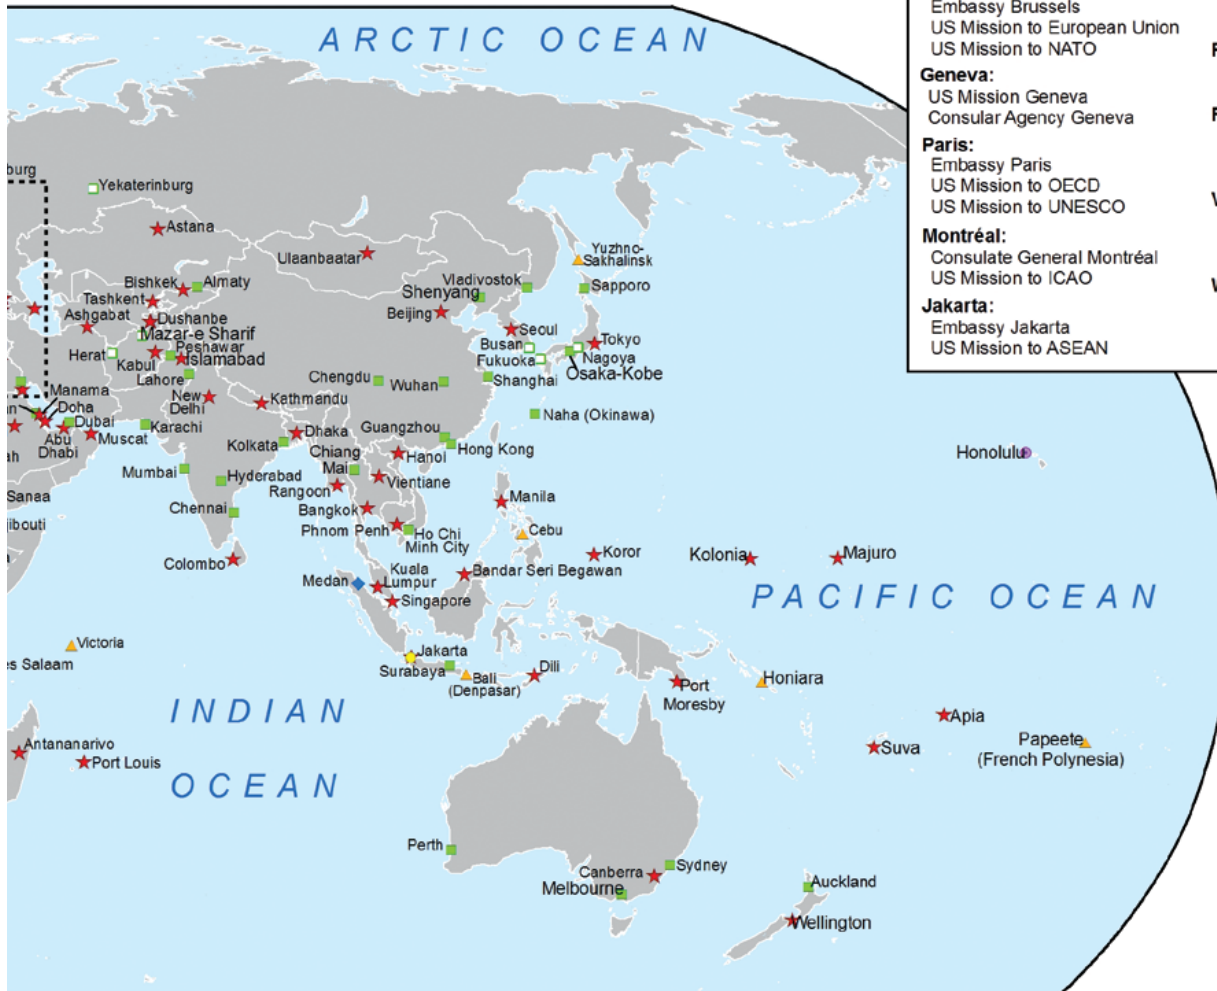 ARCTIC OCEAN
Embassy Brussels
US Mission to European Union
US Mission to NATO
Geneva:
US Mission Geneva
Consular Agency Geneva
Paris:
Embassy Paris
US Mission to OECD
US Mission to UNESCO
Montréal:
Consulate General Montréal
US Mission to ICAO
Jakarta:
Embassy Jakarta
US Mission to ASEAN
burg
Yekaterinburg
Astana
Ulaanbaatar
Yuzhno-
Sakhalinsk
Bishkek
Almaty
Vladivostok
Sapporo
Tashkent
Shenyang
Ashgabat
Dushanbe
Beijing
Mazar-e Sharif
Seoul
Tokyo
Herat
Kabul
Peshawar
Islamabad
Busan
Fukuoka
Nagoya
Osaka-Kobe
Lahore
Chengdu
Wuhan
Shanghai
Manama
Doha
New
Delhi
Kathmandu
Naha (Okinawa)
Dubai
Abu
Dhabi
Muscat
Karachi
Kolkata
Dhaka
Guangzhou
Hong Kong
Honolulu
Chiang
Mai
Hanoi
ah
Mumbai
Hyderabad
Rangoon
Vientiane
Sanaa
Chennai
Bangkok
Manila
jibouti
Phnom Penh
Ho Chi
Minh City
Cebu
Colombo
Koror
Kolonia
Majuro
Medan
Kuala
Lumpur
Bandar Seri Begawan
Singapore
PACIFIC OCEAN
Victoria
es Salaam
Jakarta
Surabaya
Bali
(Denpasar)
Dili
Port
Moresby
Honiara
INDIAN
OCEAN
Apia
Suva
Papeete
(French Polynesia)
Antananarivo
Port Louis
Perth
Canberra
Sydney
Melbourne
Auckland
Wellington